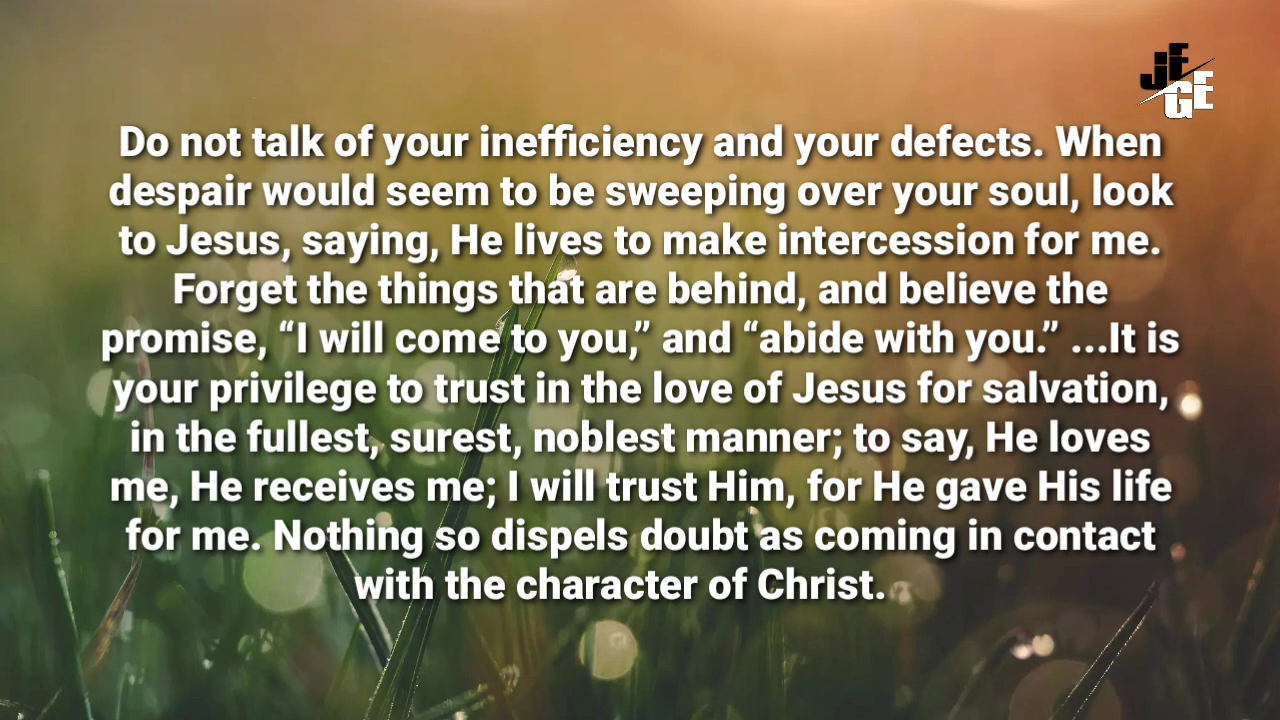 JF
GE
Do not talk of your inefficiency and your defects. When
despair would seem to be sweeping over your soul, look
to Jesus, saying, He lives to make intercession for me.
Forget the things that are behind, and believe the
promise, “I will come to you,” and “abide with you.” ...It is
your privilege to trust in the love of Jesus for salvation,
in the fullest, surest, noblest manner; to say, He loves
me, He receives me; I will trust Him, for He gave His life
for me. Nothing so dispels doubt as coming in contact
with the character of Christ.